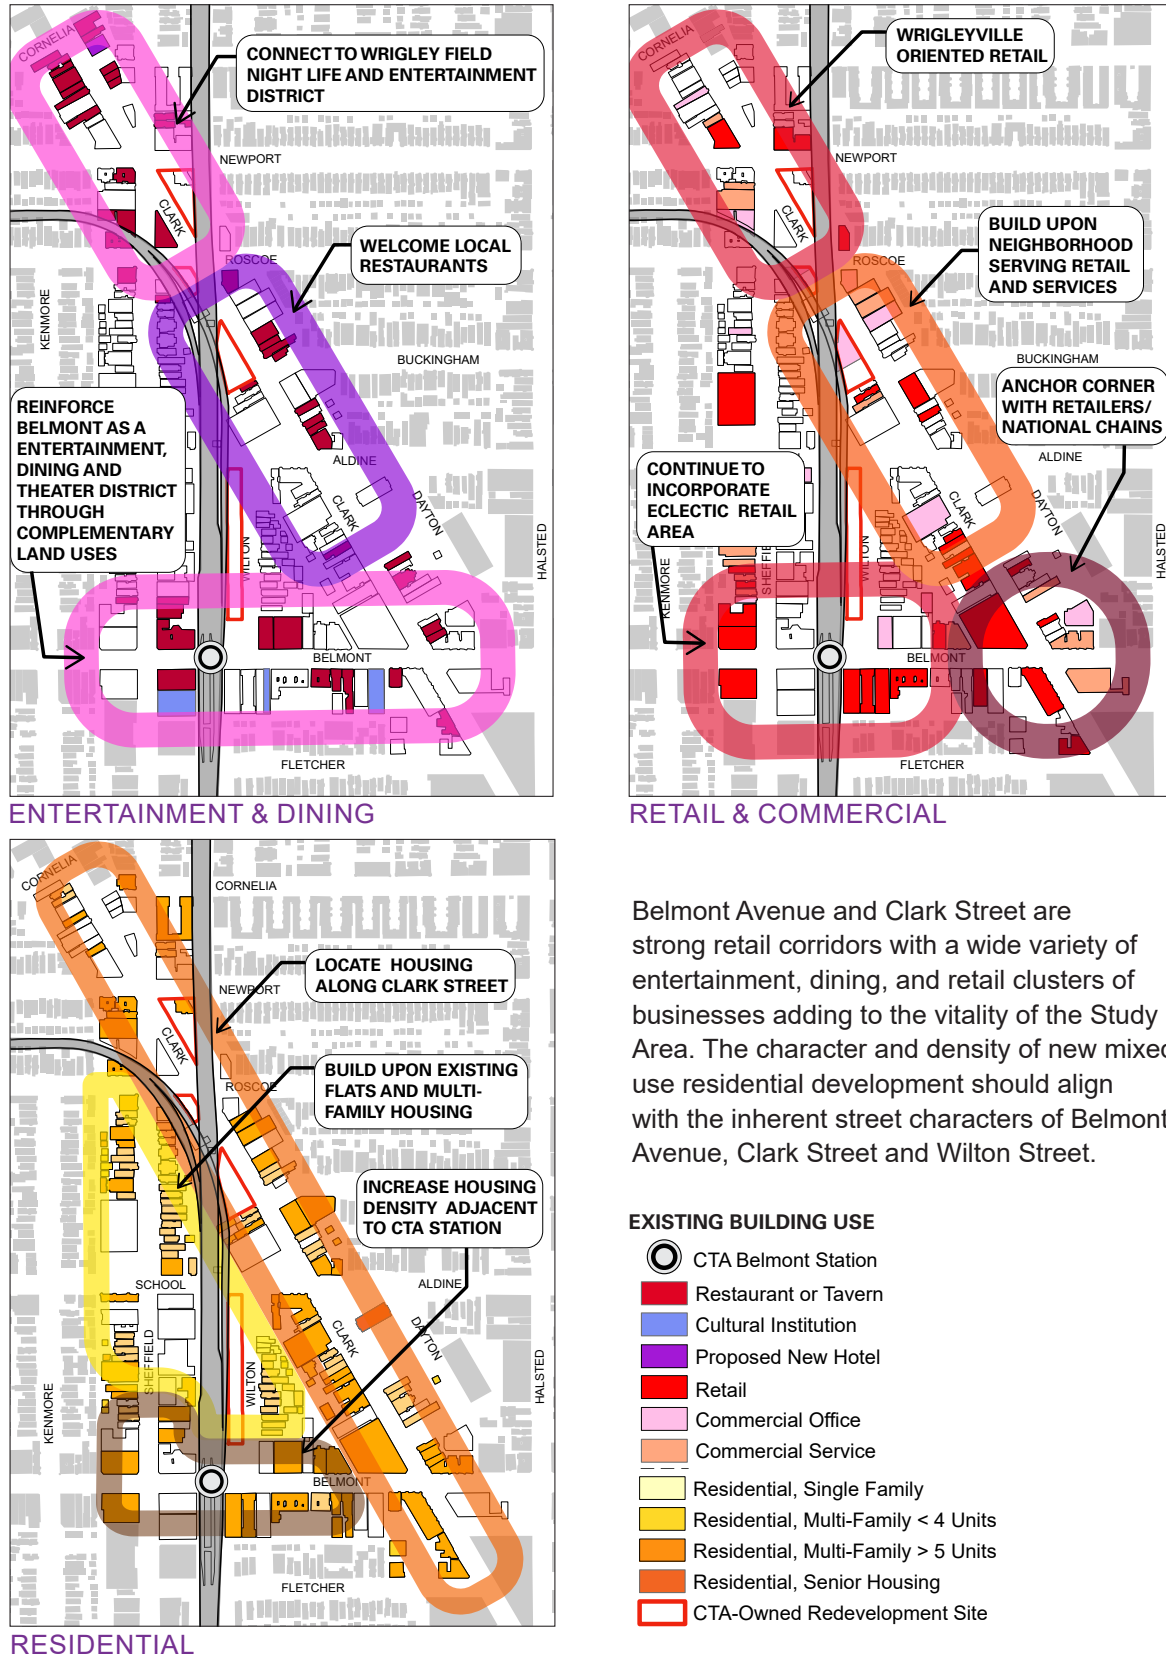 CORNELIA
CONNECT TO WRIGLEY FIELD
NIGHT LIFE AND ENTERTAINMENT
DISTRICT
NEWPORT
CLARK
WELCOME LOCAL
RESTAURANTS
ROSCOE
KENMORE
BUCKINGHAM
REINFORCE
BELMONT AS A
ENTERTAINMENT,
DINING AND
THEATER DISTRICT
THROUGH
COMPLEMENTARY
LAND USES
ALDINE
CLARK
DAYTON
WILTON
HALSTED
BELMONT
FLETCHER
ENTERTAINMENT & DINING
CORNELIA
WRIGLEYVILLE
ORIENTED RETAIL
NEWPORT
CLARK
BUILD UPON
NEIGHBORHOOD
SERVING RETAIL
AND SERVICES
ROSCOE
BUCKINGHAM
ANCHOR CORNER
WITH RETAILERS/
NATIONAL CHAINS
ALDINE
CONTINUE TO
INCORPORATE
ECLECTIC RETAIL
AREA
CLARK
DAYTON
HALSTED
KENMORE
WILTON
BELMONT
FLETCHER
RETAIL & COMMERCIAL
CORNELIA
CORNELIA
LOCATE HOUSING
ALONG CLARK STREET
NEWPORT
CLARK
BUILD UPON EXISTING
FLATS AND MULTI-
FAMILY HOUSING
ROSCOE
INCREASE HOUSING
DENSITY ADJACENT
TO CTA STATION
SCHOOL
ALDINE
SHEFFIELD
CLARK
DAYTON
WILTON
KENMORE
HALSTED
BELMONT
FLETCHER
RESIDENTIAL
Belmont Avenue and Clark Street are
strong retail corridors with a wide variety of
entertainment, dining, and retail clusters of
businesses adding to the vitality of the Study
Area. The character and density of new mixed
use residential development should align
with the inherent street characters of Belmont
Avenue, Clark Street and Wilton Street.
EXISTING BUILDING USE
CTA Belmont Station
Restaurant or Tavern
Cultural Institution
Proposed New Hotel
Retail
Commercial Office
Commercial Service
Residential, Single Family
Residential, Multi-Family < 4 Units
Residential, Multi-Family > 5 Units
Residential, Senior Housing
CTA-Owned Redevelopment Site